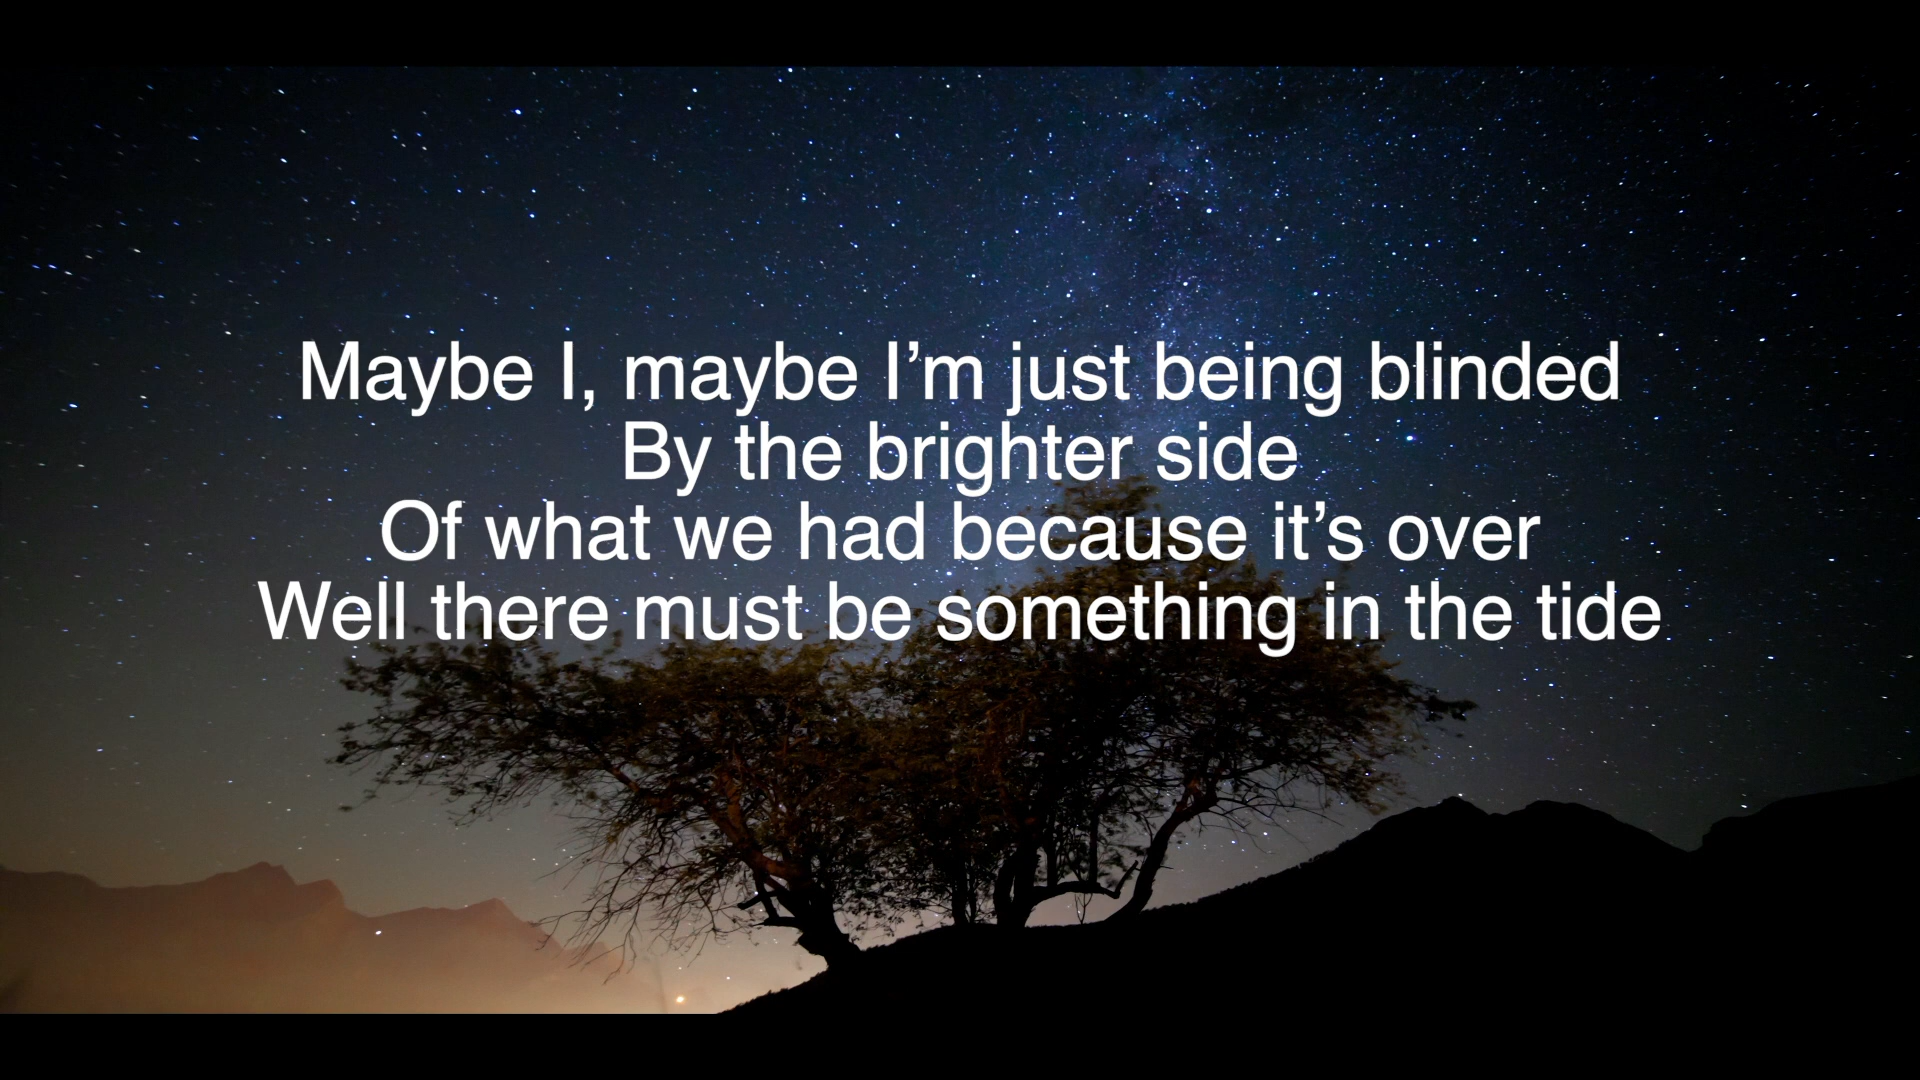 Maybe I, maybe I’m just being blinded
By the brighter side
Of what we had because it’s over
Well there must be something in the tide